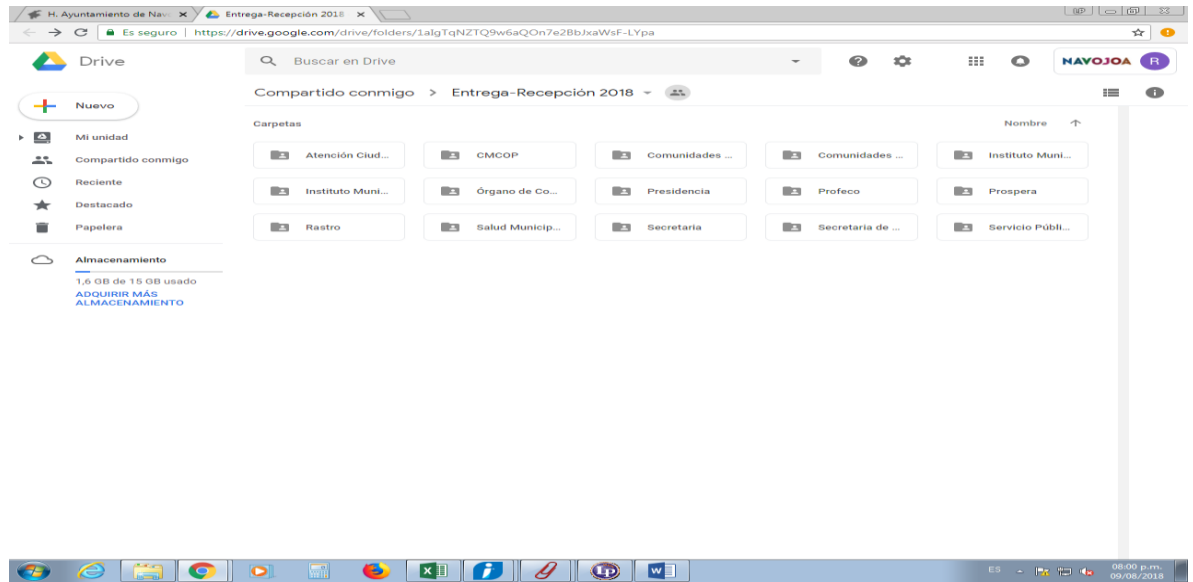 H. Ayuntamiento de Nav
Entrega-Recepción 2018
Es seguro
https://drive.google.com/drive/folders/1aIgTqNZTQ9w6aQOn7e2BbJxaWsF-LYpa
Drive
Buscar en Drive
NAVOJOA
R
Nuevo
Compartido conmigo > Entrega-Recepción 2018
Mi unidad
Compartido conmigo
Reciente
Destacado
Papelera
Almacenamiento
1,6 GB de 15 GB usado
ADQUIRIR MÁS
ALMACENAMIENTO
Carpetas
Nombre
Atención Ciud...
CMCOP
Comunidades ...
Comunidades ...
Instituto Muni...
Instituto Muni...
Órgano de Co...
Presidencia
Profeco
Prospera
Rastro
Salud Municip...
Secretaria
Secretaria de ...
Servicio Públi...
ES
08:00 p.m.
09/08/2018